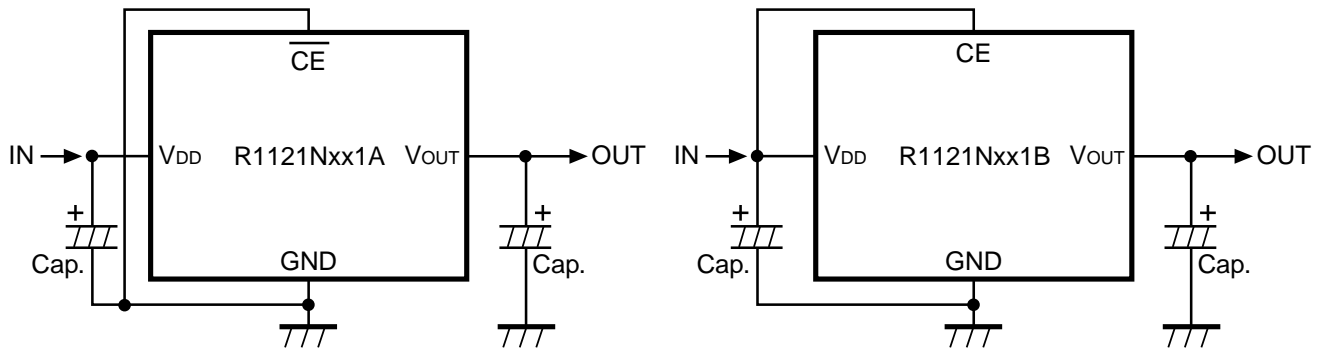 CE
IN
VDD
R1121Nxx1A
VOUT
OUT
+
Cap.
GND
+
Cap.
CE
IN
VDD
R1121Nxx1B
VOUT
OUT
+
Cap.
GND
+
Cap.